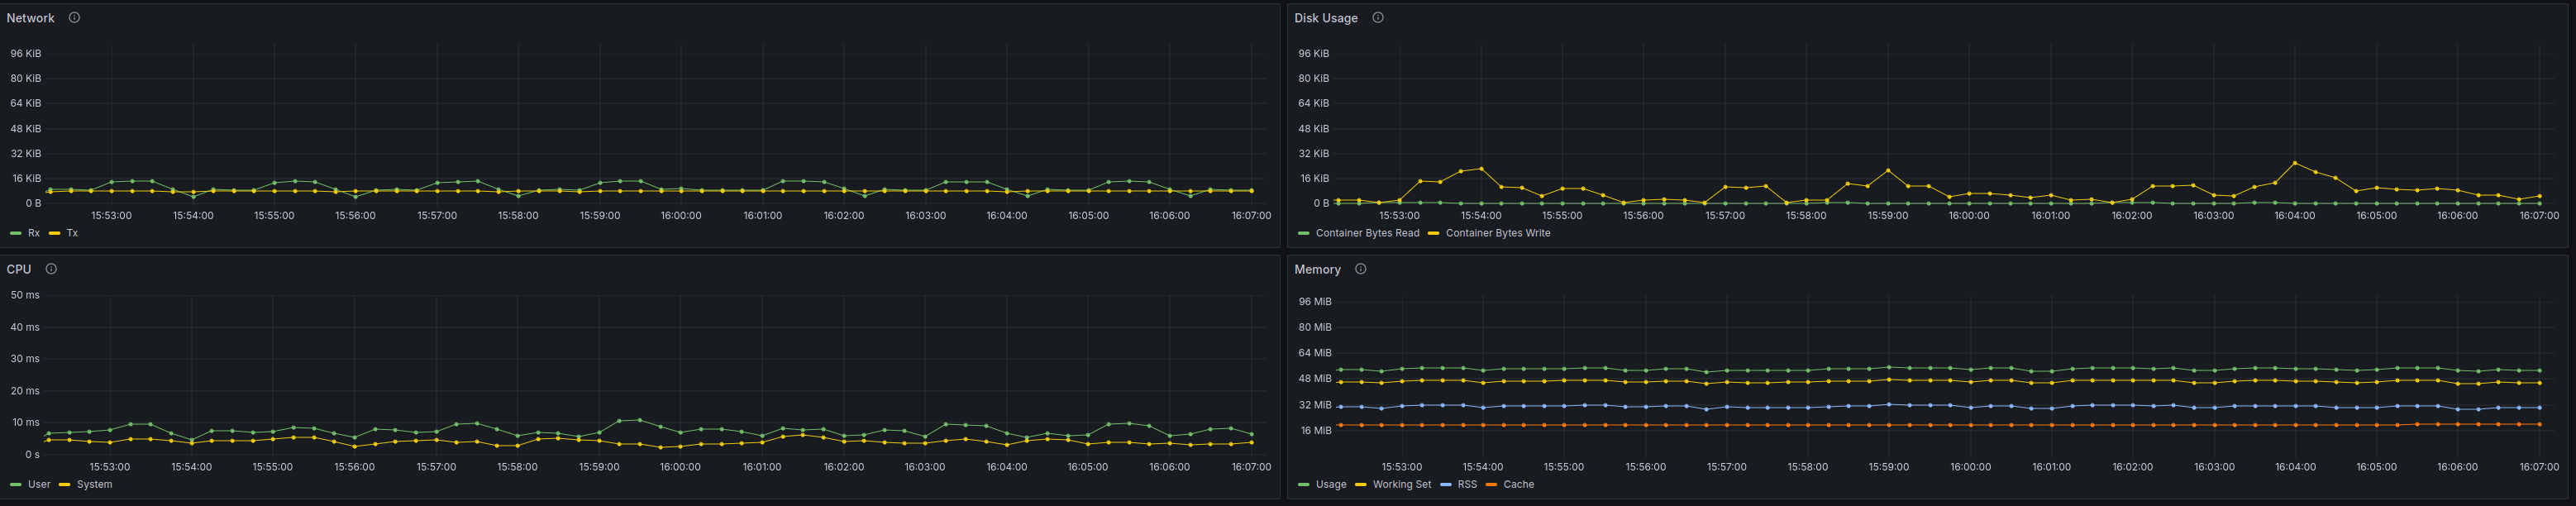 Network
96 KiB
80 KiB
64 KiB
48 KiB
32 KiB
16 KiB
0 B
15:53:00 15:54:00 15:55:00 15:56:00 15:57:00 15:58:00 15:59:00 16:00:00 16:01:00 16:02:00 16:03:00 16:04:00 16:05:00 16:06:00 16:07:00
Rx Tx
Disk Usage
96 KiB
80 KiB
64 KiB
48 KiB
32 KiB
16 KiB
0 B
15:53:00 15:54:00 15:55:00 15:56:00 15:57:00 15:58:00 15:59:00 16:00:00 16:01:00 16:02:00 16:03:00 16:04:00 16:05:00 16:06:00 16:07:00
Container Bytes Read Container Bytes Write
CPU
50 ms
40 ms
30 ms
20 ms
10 ms
0 s
15:53:00 15:54:00 15:55:00 15:56:00 15:57:00 15:58:00 15:59:00 16:00:00 16:01:00 16:02:00 16:03:00 16:04:00 16:05:00 16:06:00 16:07:00
User System
Memory
96 MiB
80 MiB
64 MiB
48 MiB
32 MiB
16 MiB
15:53:00 15:54:00 15:55:00 15:56:00 15:57:00 15:58:00 15:59:00 16:00:00 16:01:00 16:02:00 16:03:00 16:04:00 16:05:00 16:06:00 16:07:00
Usage Working Set RSS Cache